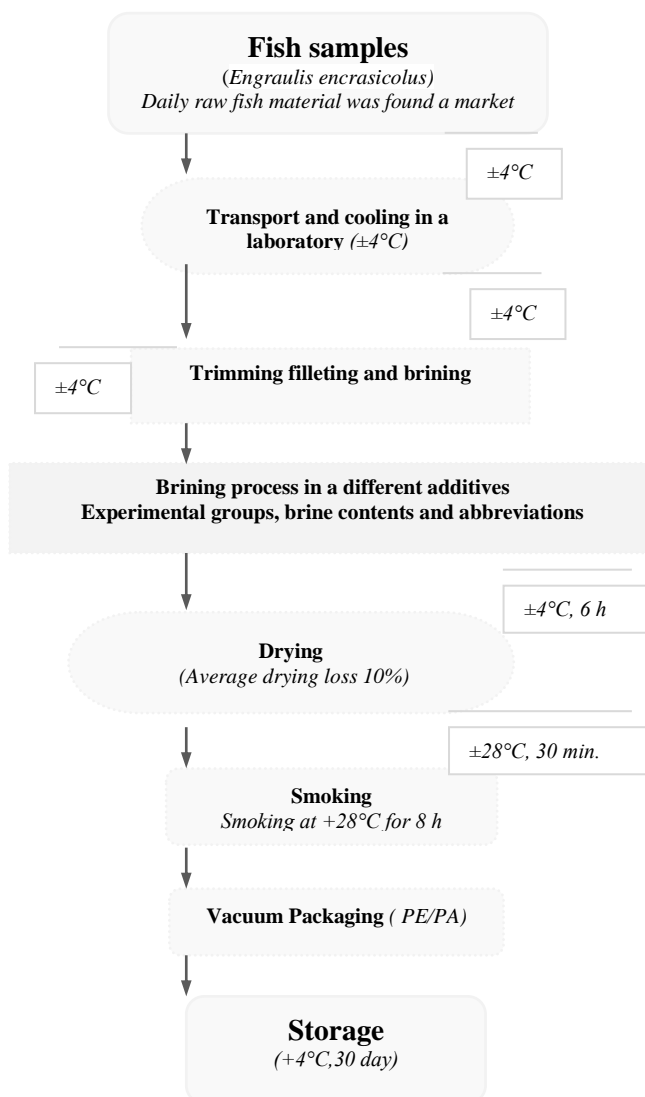 Fish samples
(Engraulis encrasicolus)
Daily raw fish material was found a market
±4°C
Transport and cooling in a
laboratory (±4°C)
±4°C
Trimming filleting and brining
±4°C
Brining process in a different additives
Experimental groups, brine contents and abbreviations
±4°C, 6 h
Drying
(Average drying loss 10%)
±28°C, 30 min.
Smoking
Smoking at +28°C for 8 h
Vacuum Packaging ( PE/PA)
Storage
(+4°C,30 day)